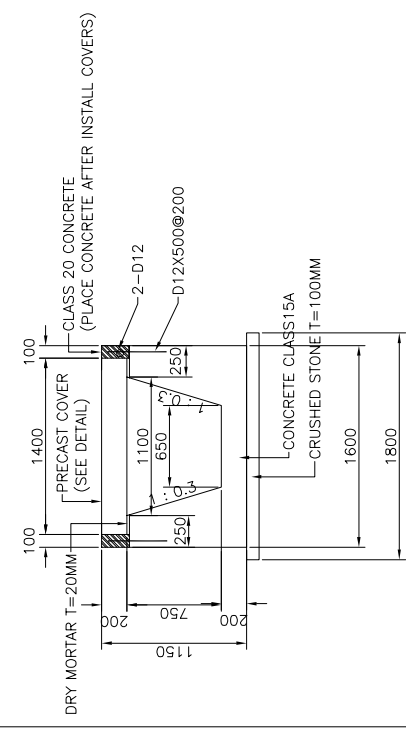 100
1400
100
CLASS 20 CONCRETE
(PLACE CONCRETE AFTER INSTALL COVERS)
PRECAST COVER
(SEE DETAIL)
2-D12
D12X500@200
DRY MORTAR T=20MM
250
1100
250
650
1 : 0.3
1 : 0.3
200
750
200
1150
CONCRETE CLASS15A
CRUSHED STONE T=100MM
1600
1800